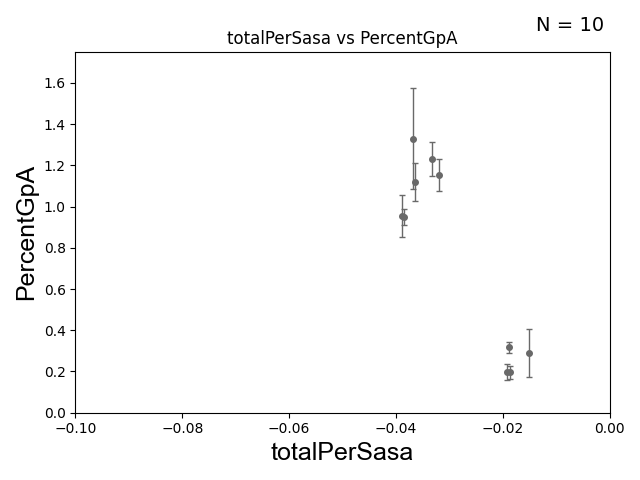 N = 10
totalPerSasa vs PercentGpA
PercentGpA
1.6
1.4
1.2
1.0
0.8
0.6
0.4
0.2
0.0
−0.10 −0.08 −0.06 −0.04 −0.02 0.00
totalPerSasa